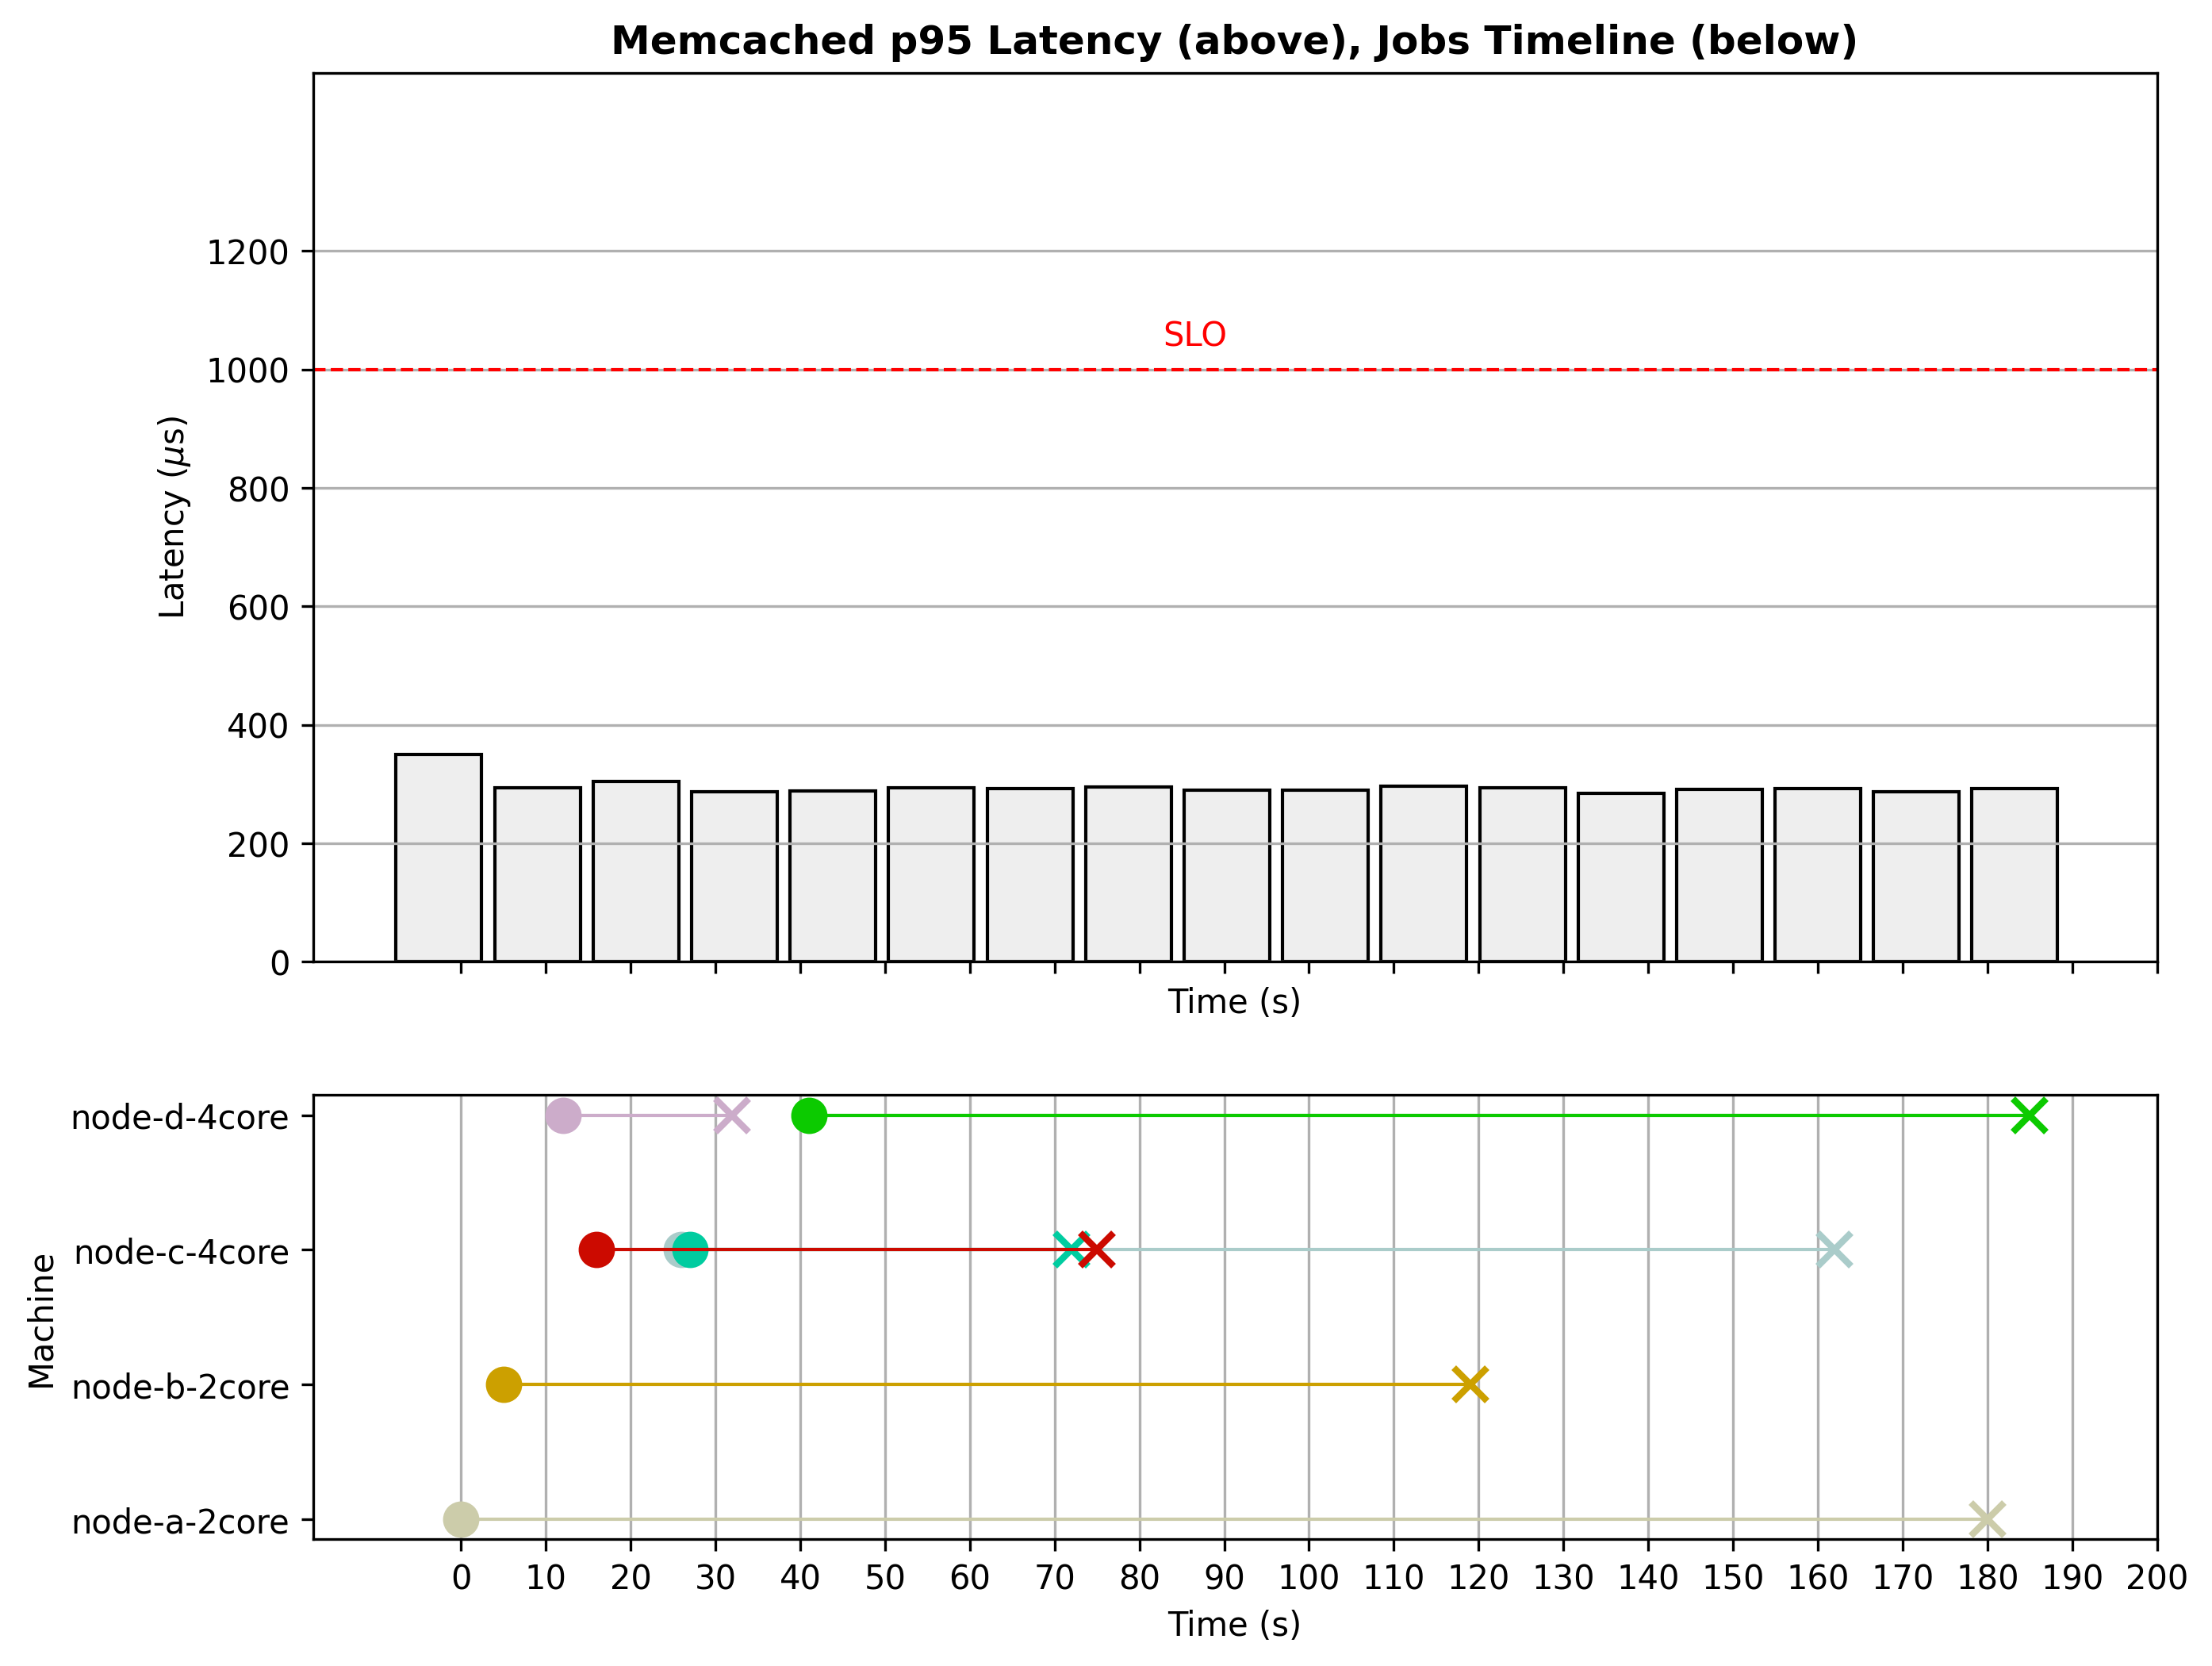 Memcached p95 Latency (above), Jobs Timeline (below)
Latency (μs)
1200
1000
800
600
400
200
0
SLO
Time (s)
Machine
node-d-4core
node-c-4core
node-b-2core
node-a-2core
0 10 20 30 40 50 60 70 80 90 100 110 120 130 140 150 160 170 180 190 200
Time (s)